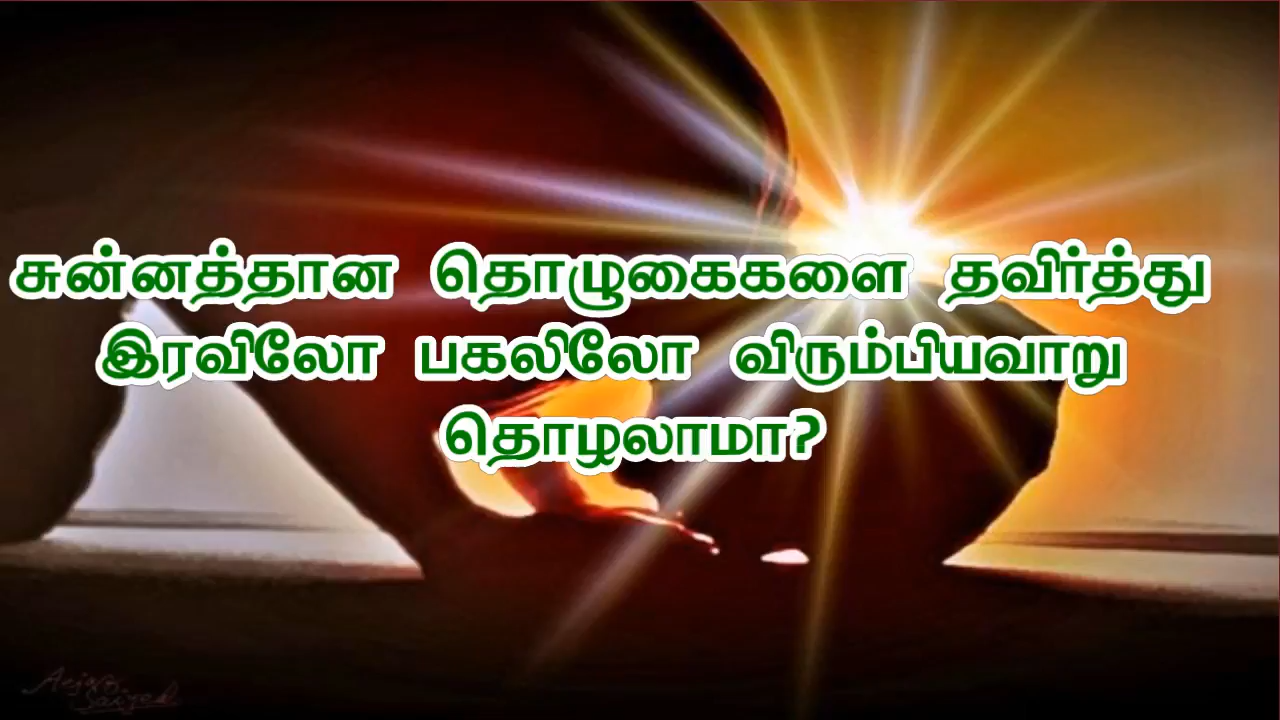 சுன்னத்தான தொழுகைகளை தவிர்த்து
இரவிலோ பகலிலோ விரும்பியவாறு
தொழலாமா?